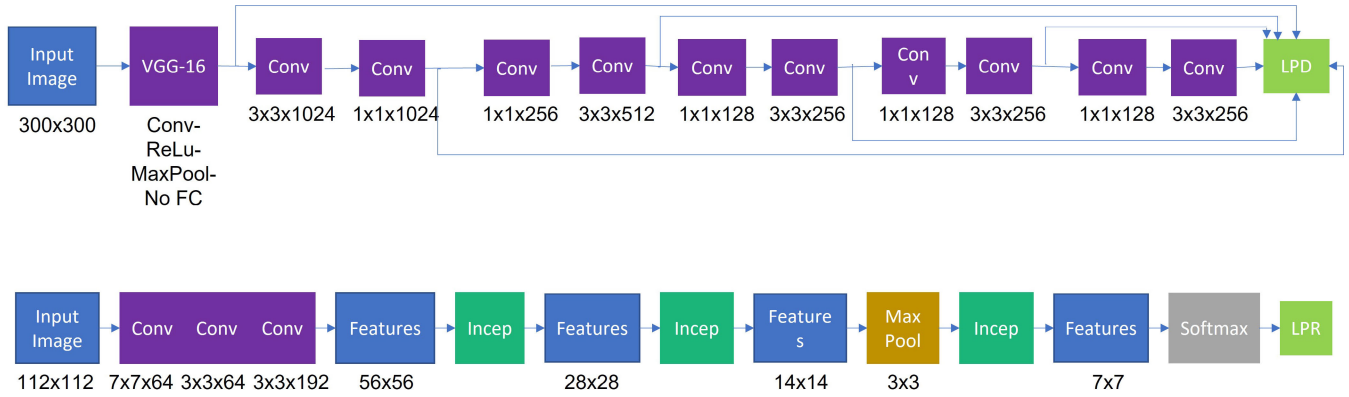 Input
Image
VGG-16
Conv
Conv
Conv
Conv
Conv
Conv
Con
v
Conv
Conv
Conv
LPD
300x300
Conv-
ReLu-
MaxPool-
No FC
3x3x1024
1x1x1024
1x1x256
3x3x512
1x1x128
3x3x256
1x1x128
3x3x256
1x1x128
3x3x256
Input
Image
Conv
Conv
Conv
Features
Incep
Features
Incep
Feature
s
Max
Pool
Incep
Features
Softmax
LPR
112x112
7x7x64
3x3x64
3x3x192
56x56
28x28
14x14
3x3
7x7